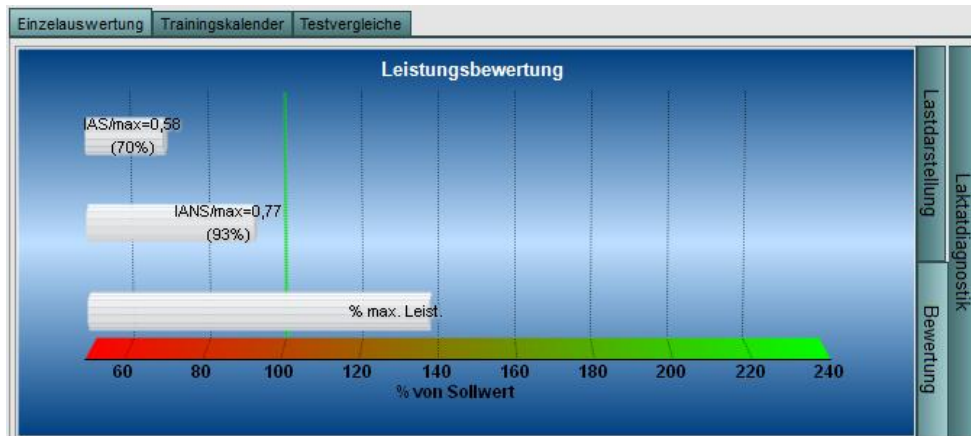 Einzelauswertung Trainingskalender Testvergleiche
Leistungsbewertung
IAS/max=0,58
(70%)
IANS/max=0,77
(93%)
% max. Leist.
60 80 100 120 140 160 180 200 220 240
% von Sollwert
Lastdarstellung
Bewertung
Laktatdiagnostik